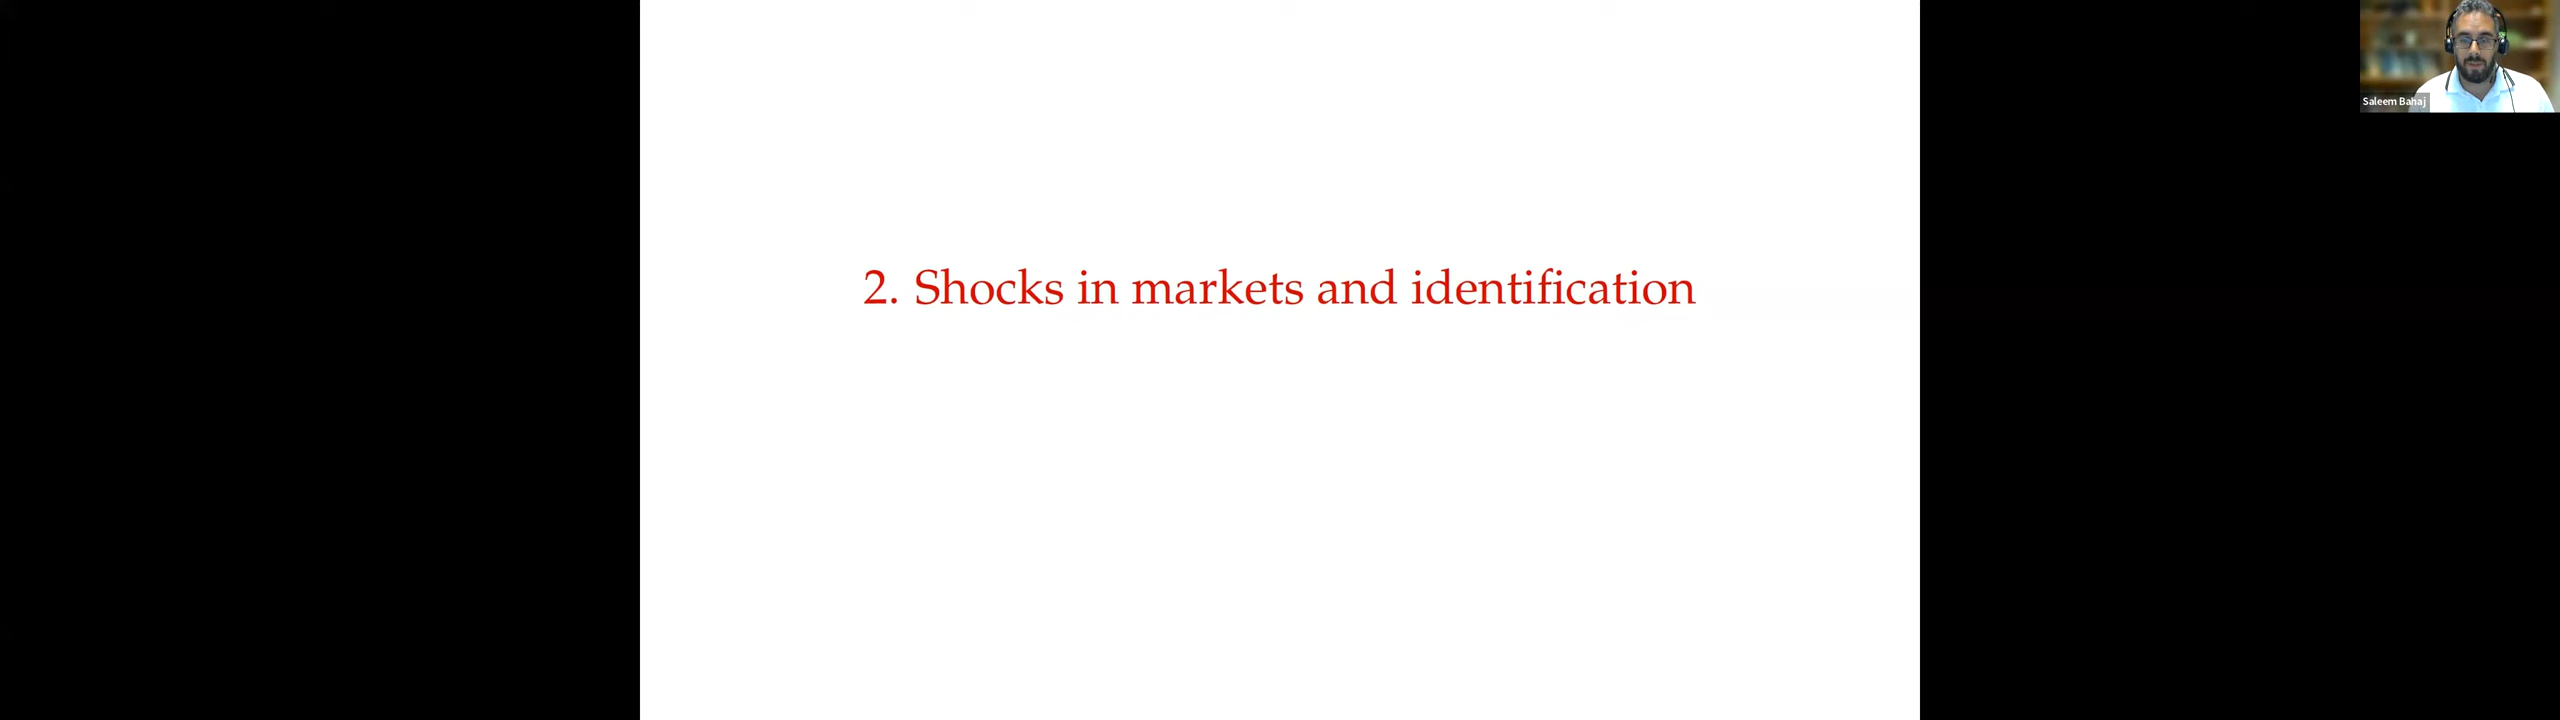 2. Shocks in markets and identification
Saleem Bahaj